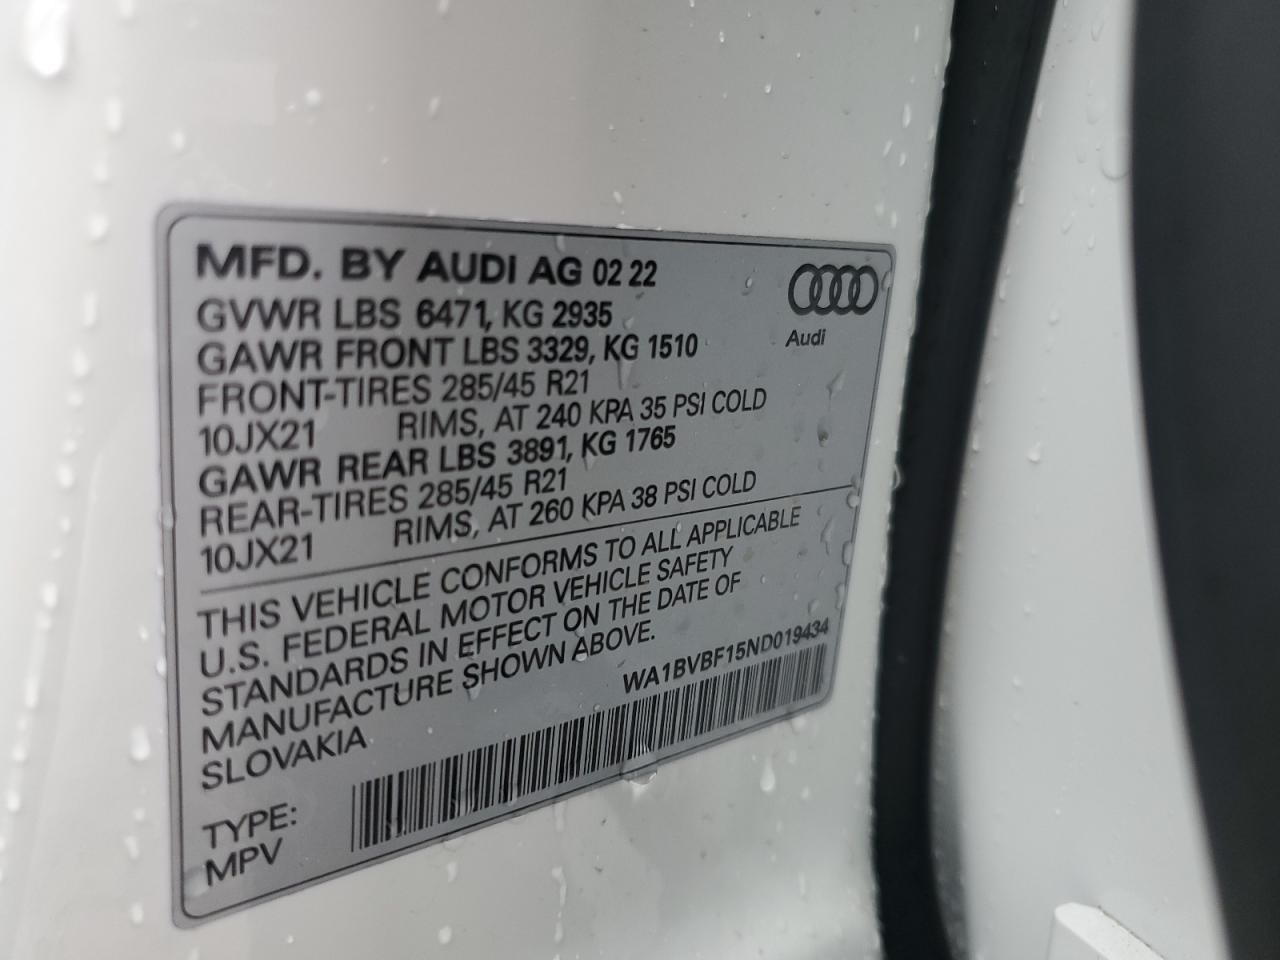 MFD. BY AUDI AG 02 22
GVWR LBS 6471, KG 2935
GAWR FRONT LBS 3329, KG 1510
FRONT-TIRES 285/45 R21
10JX21 RIMS, AT 240 KPA 35 PSI COLD
GAWR REAR LBS 3891, KG 1765
REAR-TIRES 285/45 R21
10JX21 RIMS, AT 260 KPA 38 PSI COLD
Audi
THIS VEHICLE CONFORMS TO ALL APPLICABLE
U.S. FEDERAL MOTOR VEHICLE SAFETY
STANDARDS IN EFFECT ON THE DATE OF
MANUFACTURE SHOWN ABOVE.
SLOVAKIA
WA1BVBF15ND019434
TYPE:
MPV